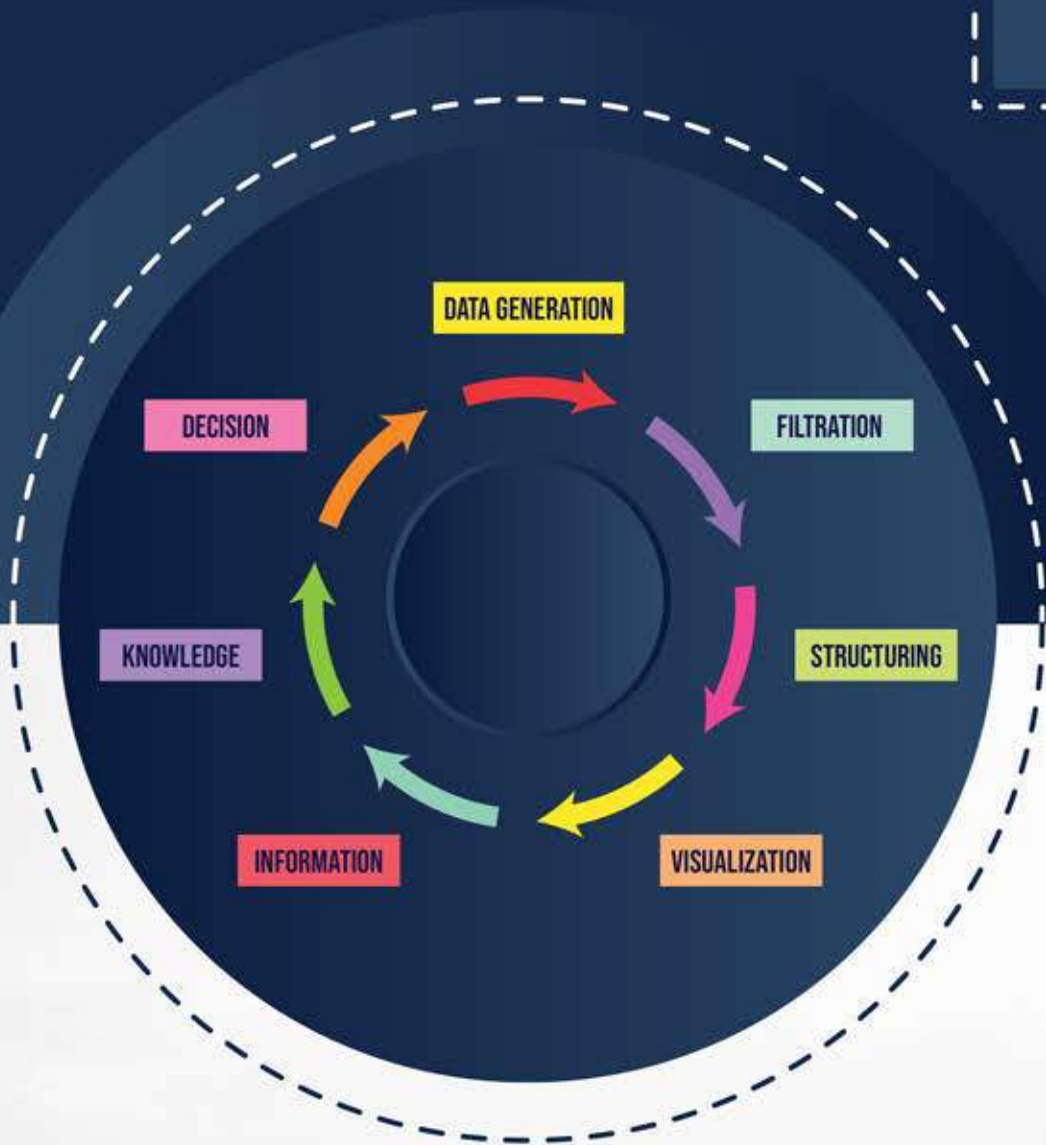 DATA GENERATION
FILTRATION
STRUCTURING
VISUALIZATION
INFORMATION
KNOWLEDGE
DECISION